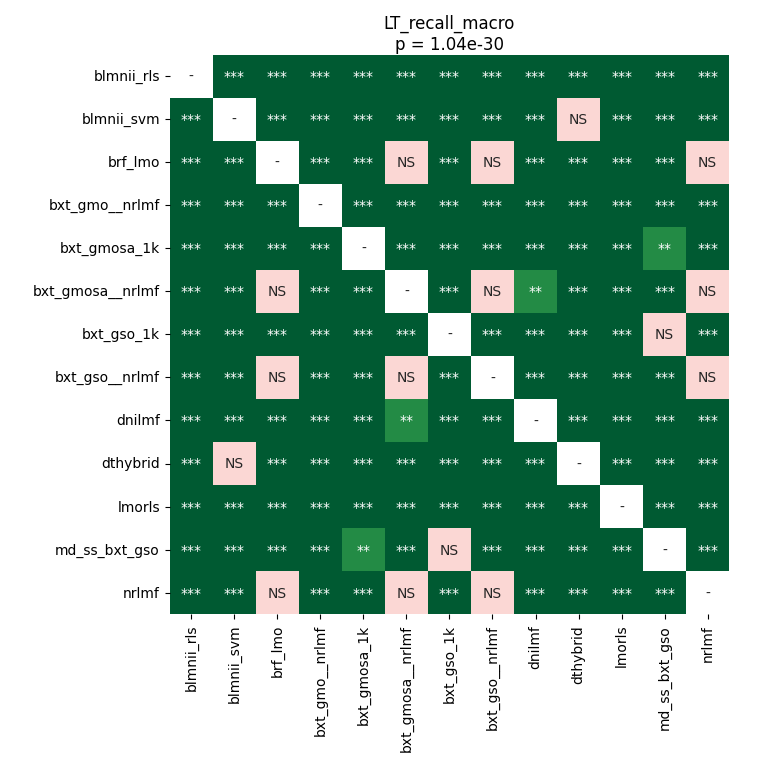 LT_recall_macro
p = 1.04e-30
blmnii_rls - *** *** *** *** *** *** *** *** *** *** *** ***
blmnii_svm *** - *** *** *** *** *** *** *** NS *** *** ***
brf_lmo *** *** - *** *** NS *** NS *** *** *** *** NS
bxt_gmo__nrlmf *** *** *** - *** *** *** *** *** *** *** *** ***
bxt_gmosa_1k *** *** *** *** - *** *** *** *** *** *** ** ***
bxt_gmosa__nrlmf *** *** NS *** *** - *** NS ** *** *** *** NS
bxt_gso_1k *** *** *** *** *** *** - *** *** *** *** NS ***
bxt_gso__nrlmf *** *** NS *** *** NS *** - *** *** *** *** NS
dnilmf *** *** *** *** *** ** *** *** - *** *** *** ***
dthybrid *** NS *** *** *** *** *** *** *** - *** *** ***
lmorls *** *** *** *** *** *** *** *** *** *** - *** ***
md_ss_bxt_gso *** *** *** *** ** *** NS *** *** *** *** - ***
nrlmf *** *** NS *** *** NS *** NS *** *** *** *** -
blmnii_rls
blmnii_svm
brf_lmo
bxt_gmo__nrlmf
bxt_gmosa_1k
bxt_gmosa__nrlmf
bxt_gso_1k
bxt_gso__nrlmf
dnilmf
dthybrid
lmorls
md_ss_bxt_gso
nrlmf